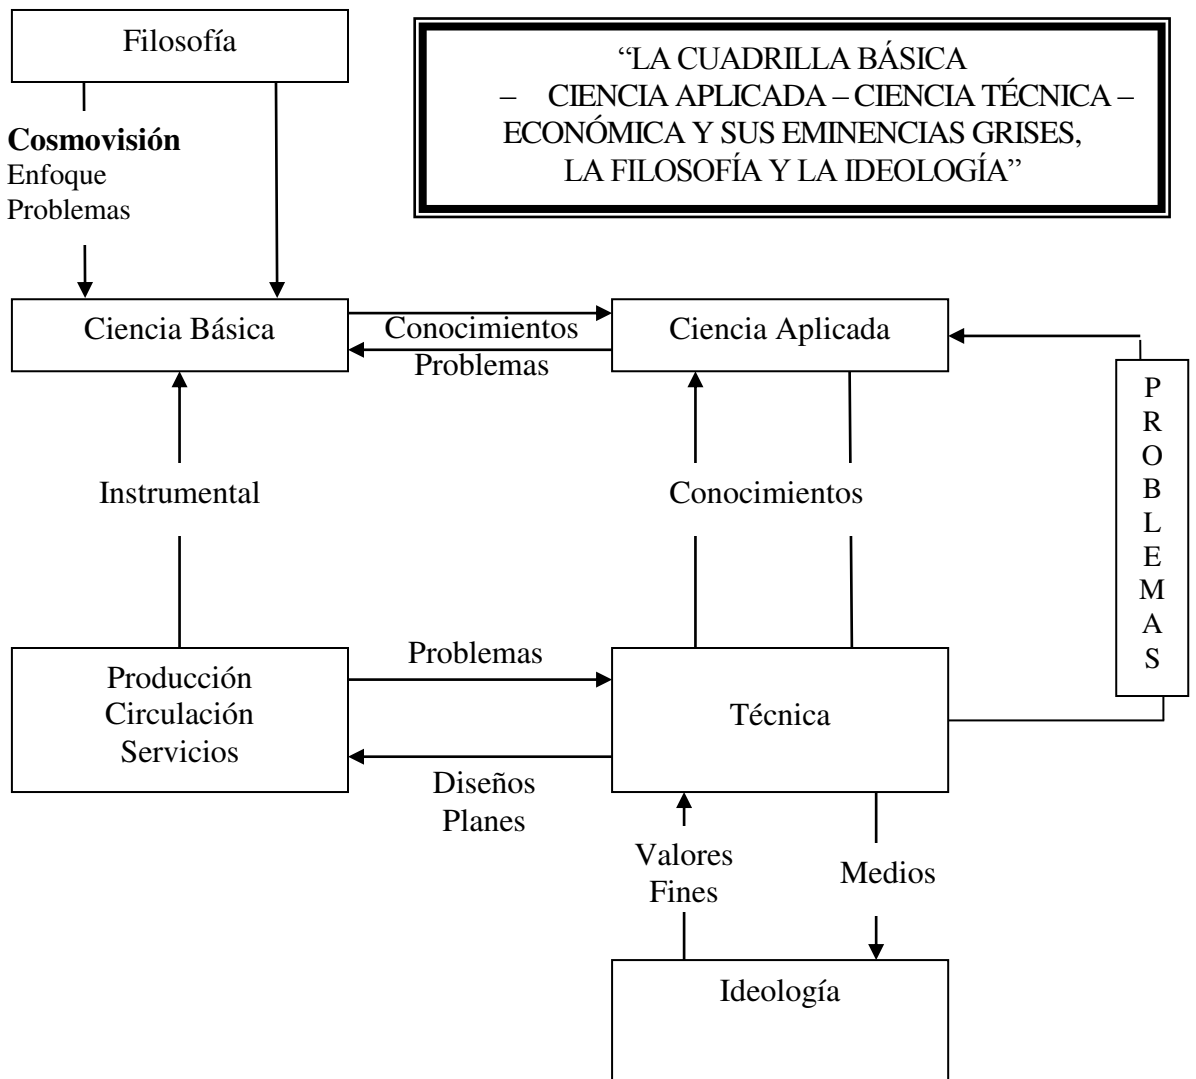 Filosofía
“LA CUADRILLA BÁSICA
– CIENCIA APLICADA – CIENCIA TÉCNICA –
ECONÓMICA Y SUS EMINENCIAS GRISES,
LA FILOSOFÍA Y LA IDEOLOGÍA”
Cosmovisión
Enfoque
Problemas
Ciencia Básica
Conocimientos
Problemas
Ciencia Aplicada
P
R
O
B
L
E
M
A
S
Instrumental
Conocimientos
Producción
Circulación
Servicios
Problemas
Técnica
Diseños
Planes
Valores
Fines
Medios
Ideología